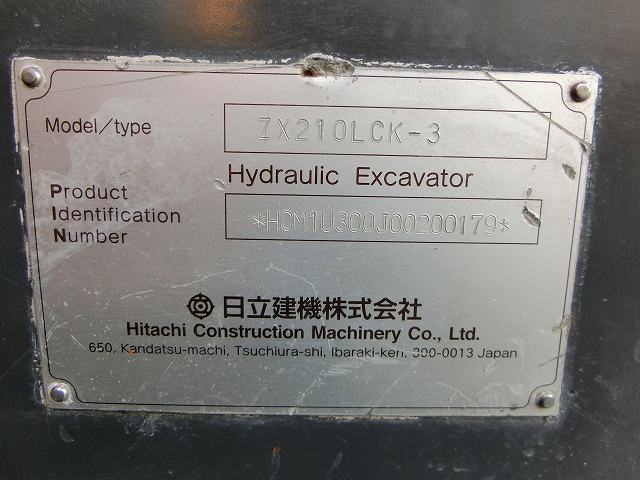 Model/type ZX210LCK-3
Hydraulic Excavator
Product
Identification *HCM1U300J00200179*
Number
日立建機株式会社
Hitachi Construction Machinery Co., Ltd.
650, Kandatsu-machi, Tsuchiura-shi, Ibaraki-ken, 300-0013 Japan